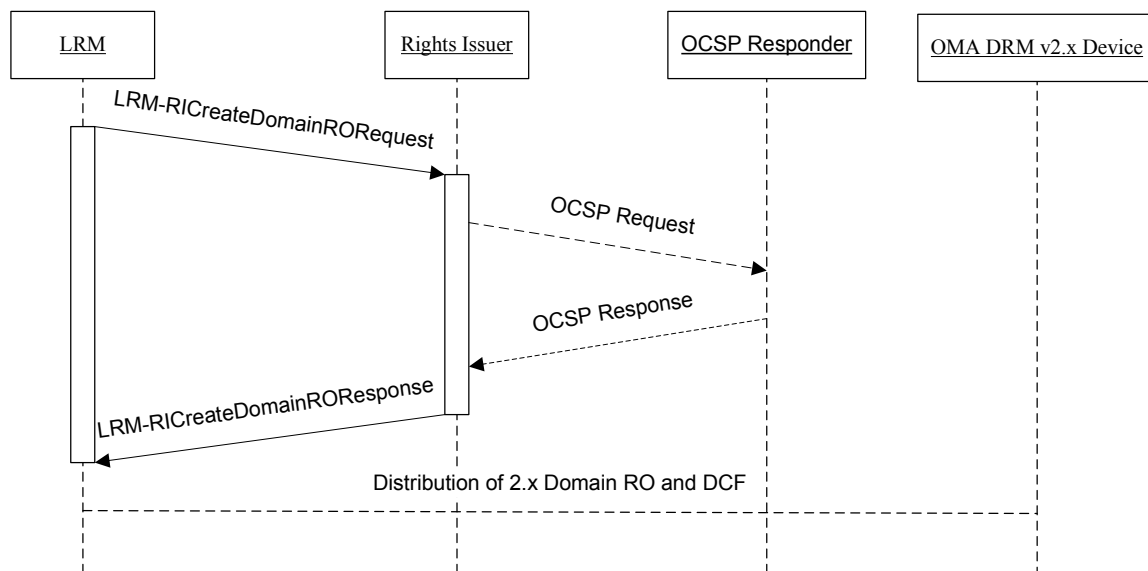 LRM
Rights Issuer
OCSP Responder
OMA DRM v2.x Device
LRM-RICreateDomainRORequest
OCSP Request
OCSP Response
LRM-RICreateDomainROResponse
Distribution of 2.x Domain RO and DCF